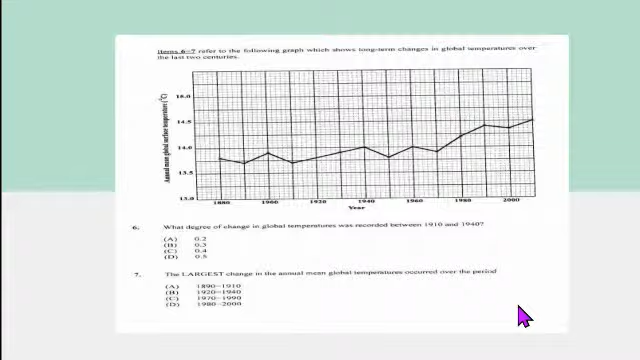 Items 6–7 refer to the following graph which shows long-term changes in global temperatures over
the last two centuries.
Annual mean global surface temperature (°C)
14.5
14.0
13.5
13.0
1880 1900 1920 1940 1960 1980 2000
Year
6. What degree of change in global temperatures was recorded between 1910 and 1940?
(A) 0.2
(B) 0.3
(C) 0.4
(D) 0.5
7. The LARGEST change in the annual mean global temperatures occurred over the period
(A) 1890–1910
(B) 1920–1940
(C) 1970–1990
(D) 1980–2000